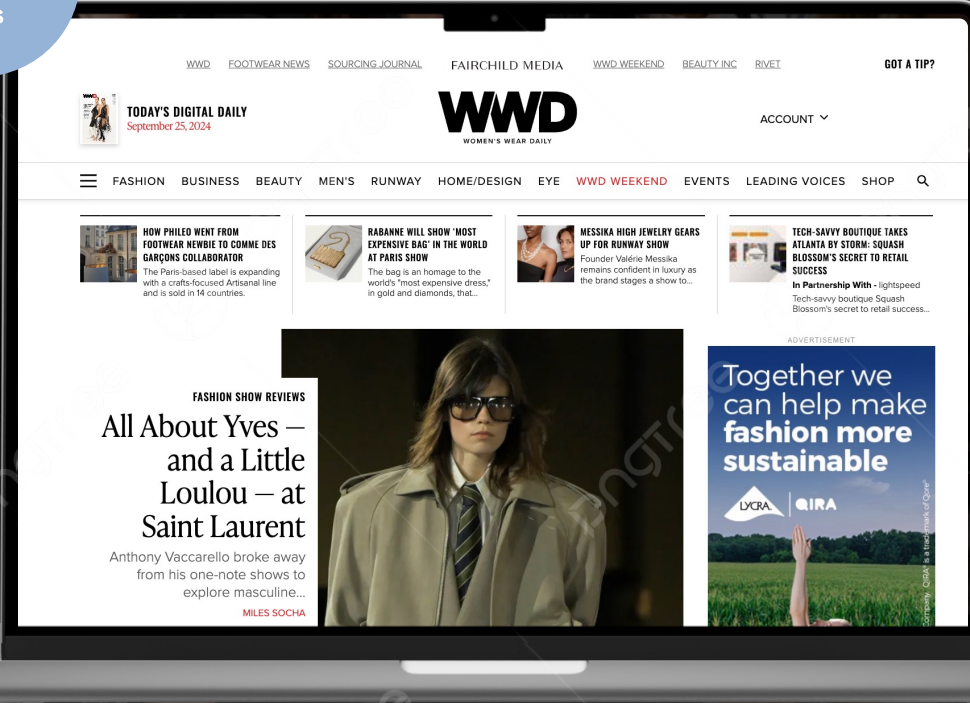 S
WWD FOOTWEAR NEWS SOURCING JOURNAL FAIRCHILD MEDIA WWD WEEKEND BEAUTY INC RIVET GOT A TIP?
TODAY'S DIGITAL DAILY
September 25, 2024
WWD
WOMEN'S WEAR DAILY
ACCOUNT
FASHION BUSINESS BEAUTY MEN'S RUNWAY HOME/DESIGN EYE WWD WEEKEND EVENTS LEADING VOICES SHOP
HOW PHILEO WENT FROM
FOOTWEAR NEWBIE TO COMME DES
GARÇONS COLLABORATOR
The Paris-based label is expanding
with a crafts-focused Artisanal line
and is sold in 14 countries.
RABANNE WILL SHOW 'MOST
EXPENSIVE BAG' IN THE WORLD
AT PARIS SHOW
The bag is an homage to the
world's "most expensive dress,"
in gold and diamonds, that...
MESSIKA HIGH JEWELRY GEARS
UP FOR RUNWAY SHOW
Founder Valérie Messika
remains confident in luxury as
the brand stages a show to...
TECH-SAVVY BOUTIQUE TAKES
ATLANTA BY STORM: SQUASH
BLOSSOM'S SECRET TO RETAIL
SUCCESS
In Partnership With - lightspeed
Tech-savvy boutique Squash
Blossom's secret to retail success...
FASHION SHOW REVIEWS
All About Yves —
and a Little
Loulou — at
Saint Laurent
Anthony Vaccarello broke away
from his one-note shows to
explore masculine...
MILES SOCHA
ADVERTISEMENT
Together we
can help make
fashion more
sustainable
LYCRA QIRA
company. QIRA® is a trademark of Qore®
pngtree